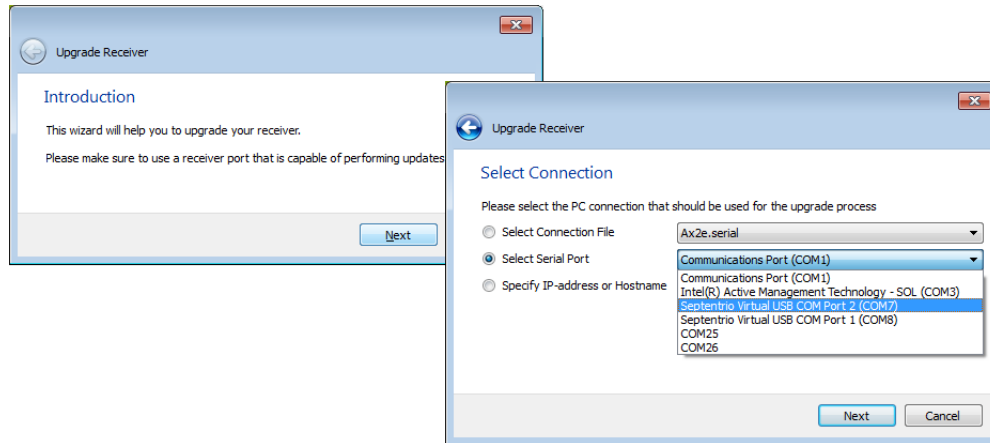 Upgrade Receiver
Introduction
This wizard will help you to upgrade your receiver.
Please make sure to use a receiver port that is capable of performing updates
Next
Upgrade Receiver
Select Connection
Please select the PC connection that should be used for the upgrade process
Select Connection File
Ax2e.serial
Select Serial Port
Communications Port (COM1)
Specify IP-address or Hostname
Communications Port (COM1)
Intel(R) Active Management Technology - SOL (COM3)
Septentrio Virtual USB COM Port 2 (COM7)
Septentrio Virtual USB COM Port 1 (COM8)
COM25
COM26
Next
Cancel